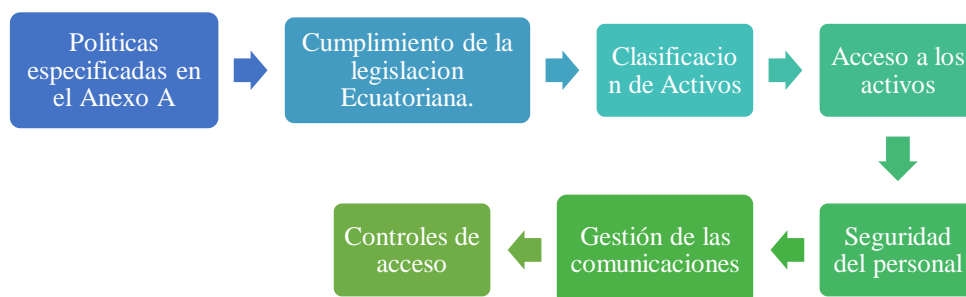 Politicas
especificadas en
el Anexo A
Cumplimiento de la
legislacion
Ecuatoriana.
Clasificacio
n de Activos
Acceso a los
activos
Seguridad
del personal
Gestión de las
comunicaciones
Controles de
acceso